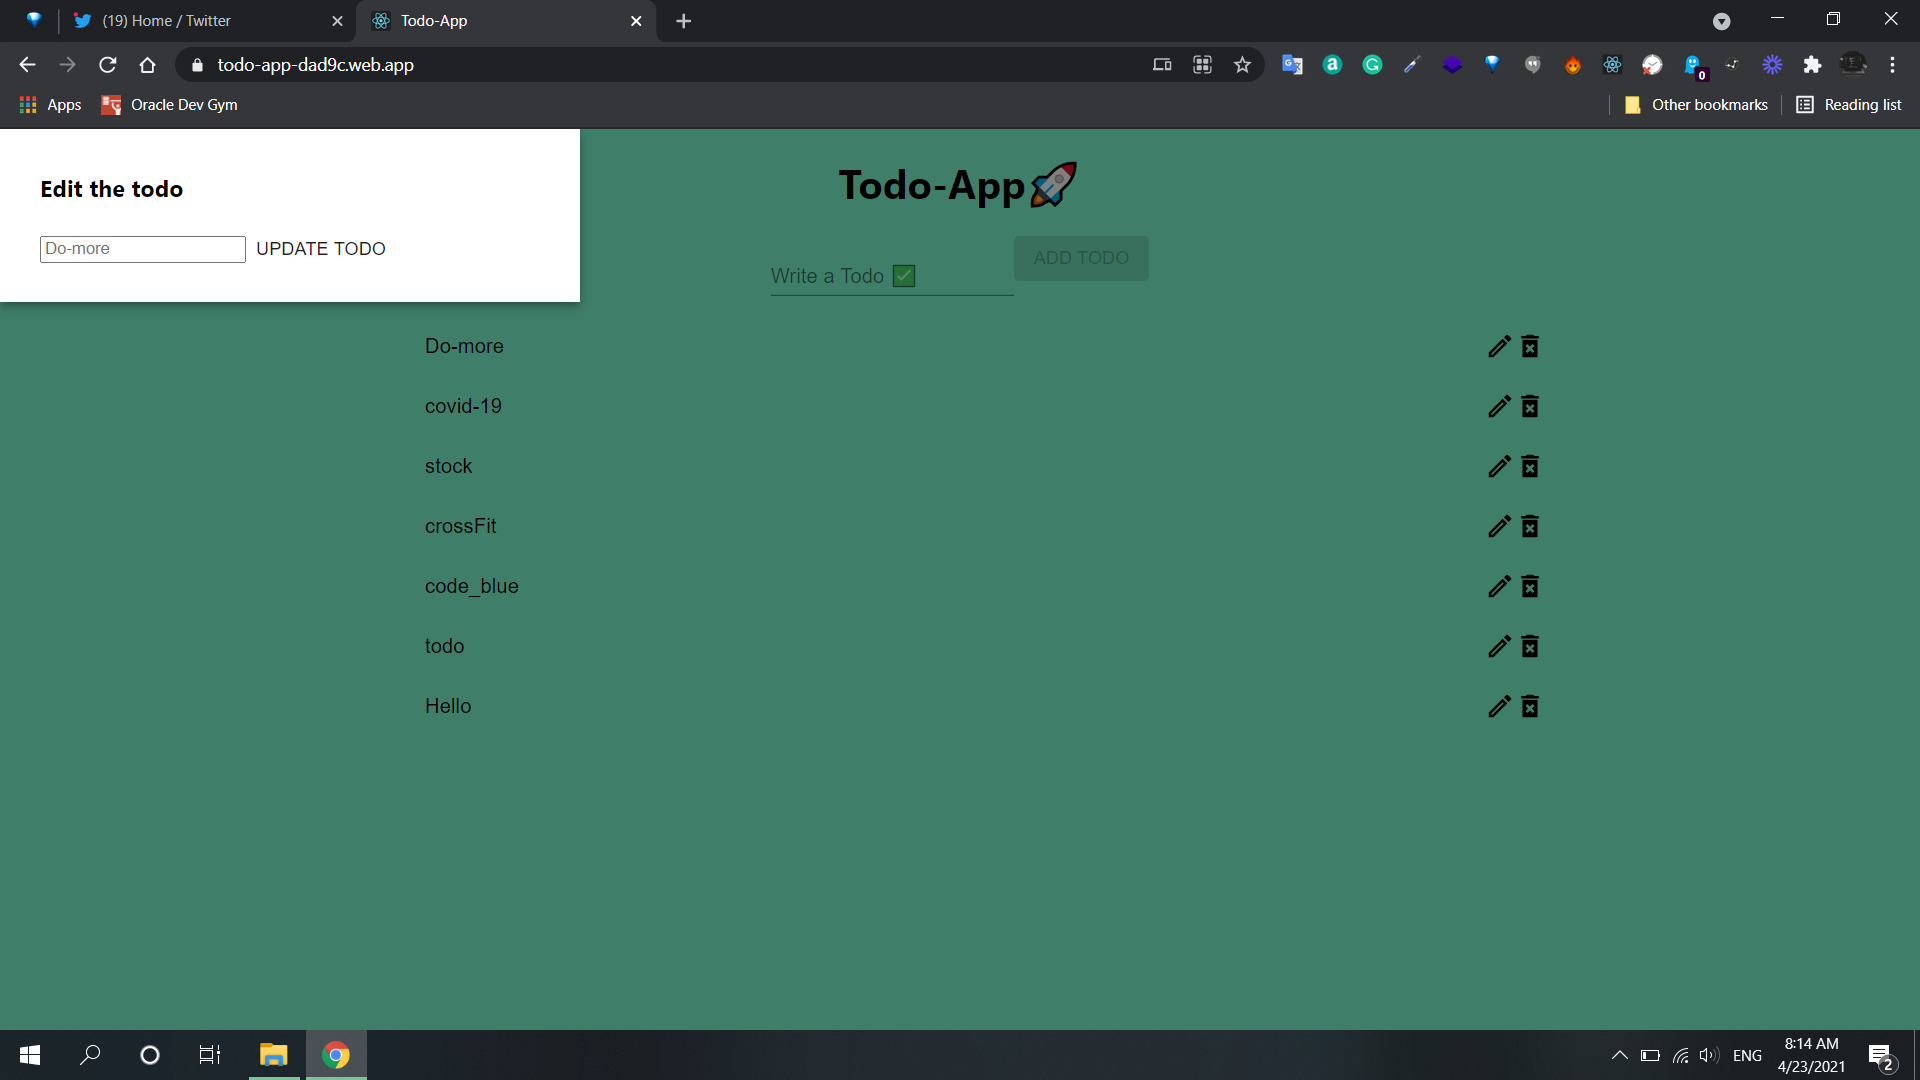 (19) Home / Twitter
Todo-App
todo-app-dad9c.web.app
0
Apps
Oracle Dev Gym
Other bookmarks
Reading list
Edit the todo
Do-more
UPDATE TODO
Todo-App🚀
Write a Todo ✅
ADD TODO
Do-more
covid-19
stock
crossFit
code_blue
todo
Hello
ENG
8:14 AM
4/23/2021
2